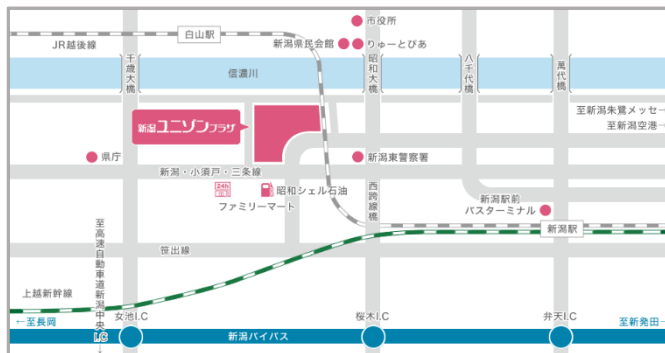 市役所
白山駅
新潟県民会館
りゅーとぴあ
JR越後線
千歳大橋
信濃川
昭和大橋
八千代橋
萬代橋
至新潟朱鷺メッセ→
至新潟空港→
新潟ユニゾンプラザ
県庁
新潟東警察署
新潟・小須戸・三条線
24h
昭和シェル石油
ファミリーマート
西跨線橋
新潟駅前
バスターミナル
新潟駅
至高速自動車道新潟中央I.C→
笹出線
上越新幹線
←至長岡
女池I.C
桜木I.C
弁天I.C
至新発田→
新潟バイパス